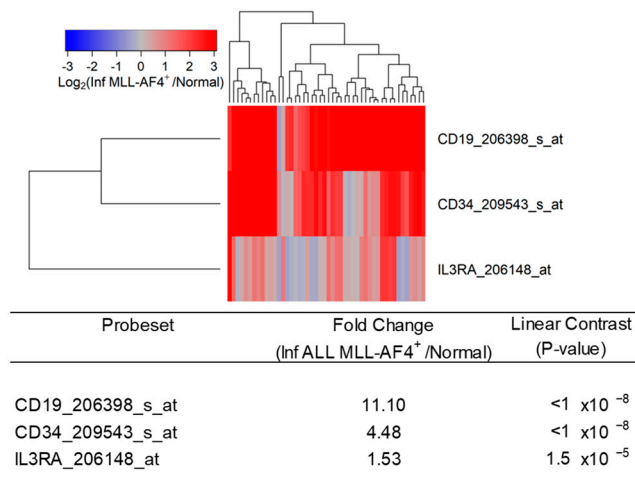 -3 -2 -1 0 1 2 3
Log2(Inf MLL-AF4+ /Normal)
CD19_206398_s_at
CD34_209543_s_at
IL3RA_206148_at
Probeset Fold Change Linear Contrast
(Inf ALL MLL-AF4+ /Normal) (P-value)
CD19_206398_s_at 11.10 <1 x10 -8
CD34_209543_s_at 4.48 <1 x10 -8
IL3RA_206148_at 1.53 1.5 x10 -5